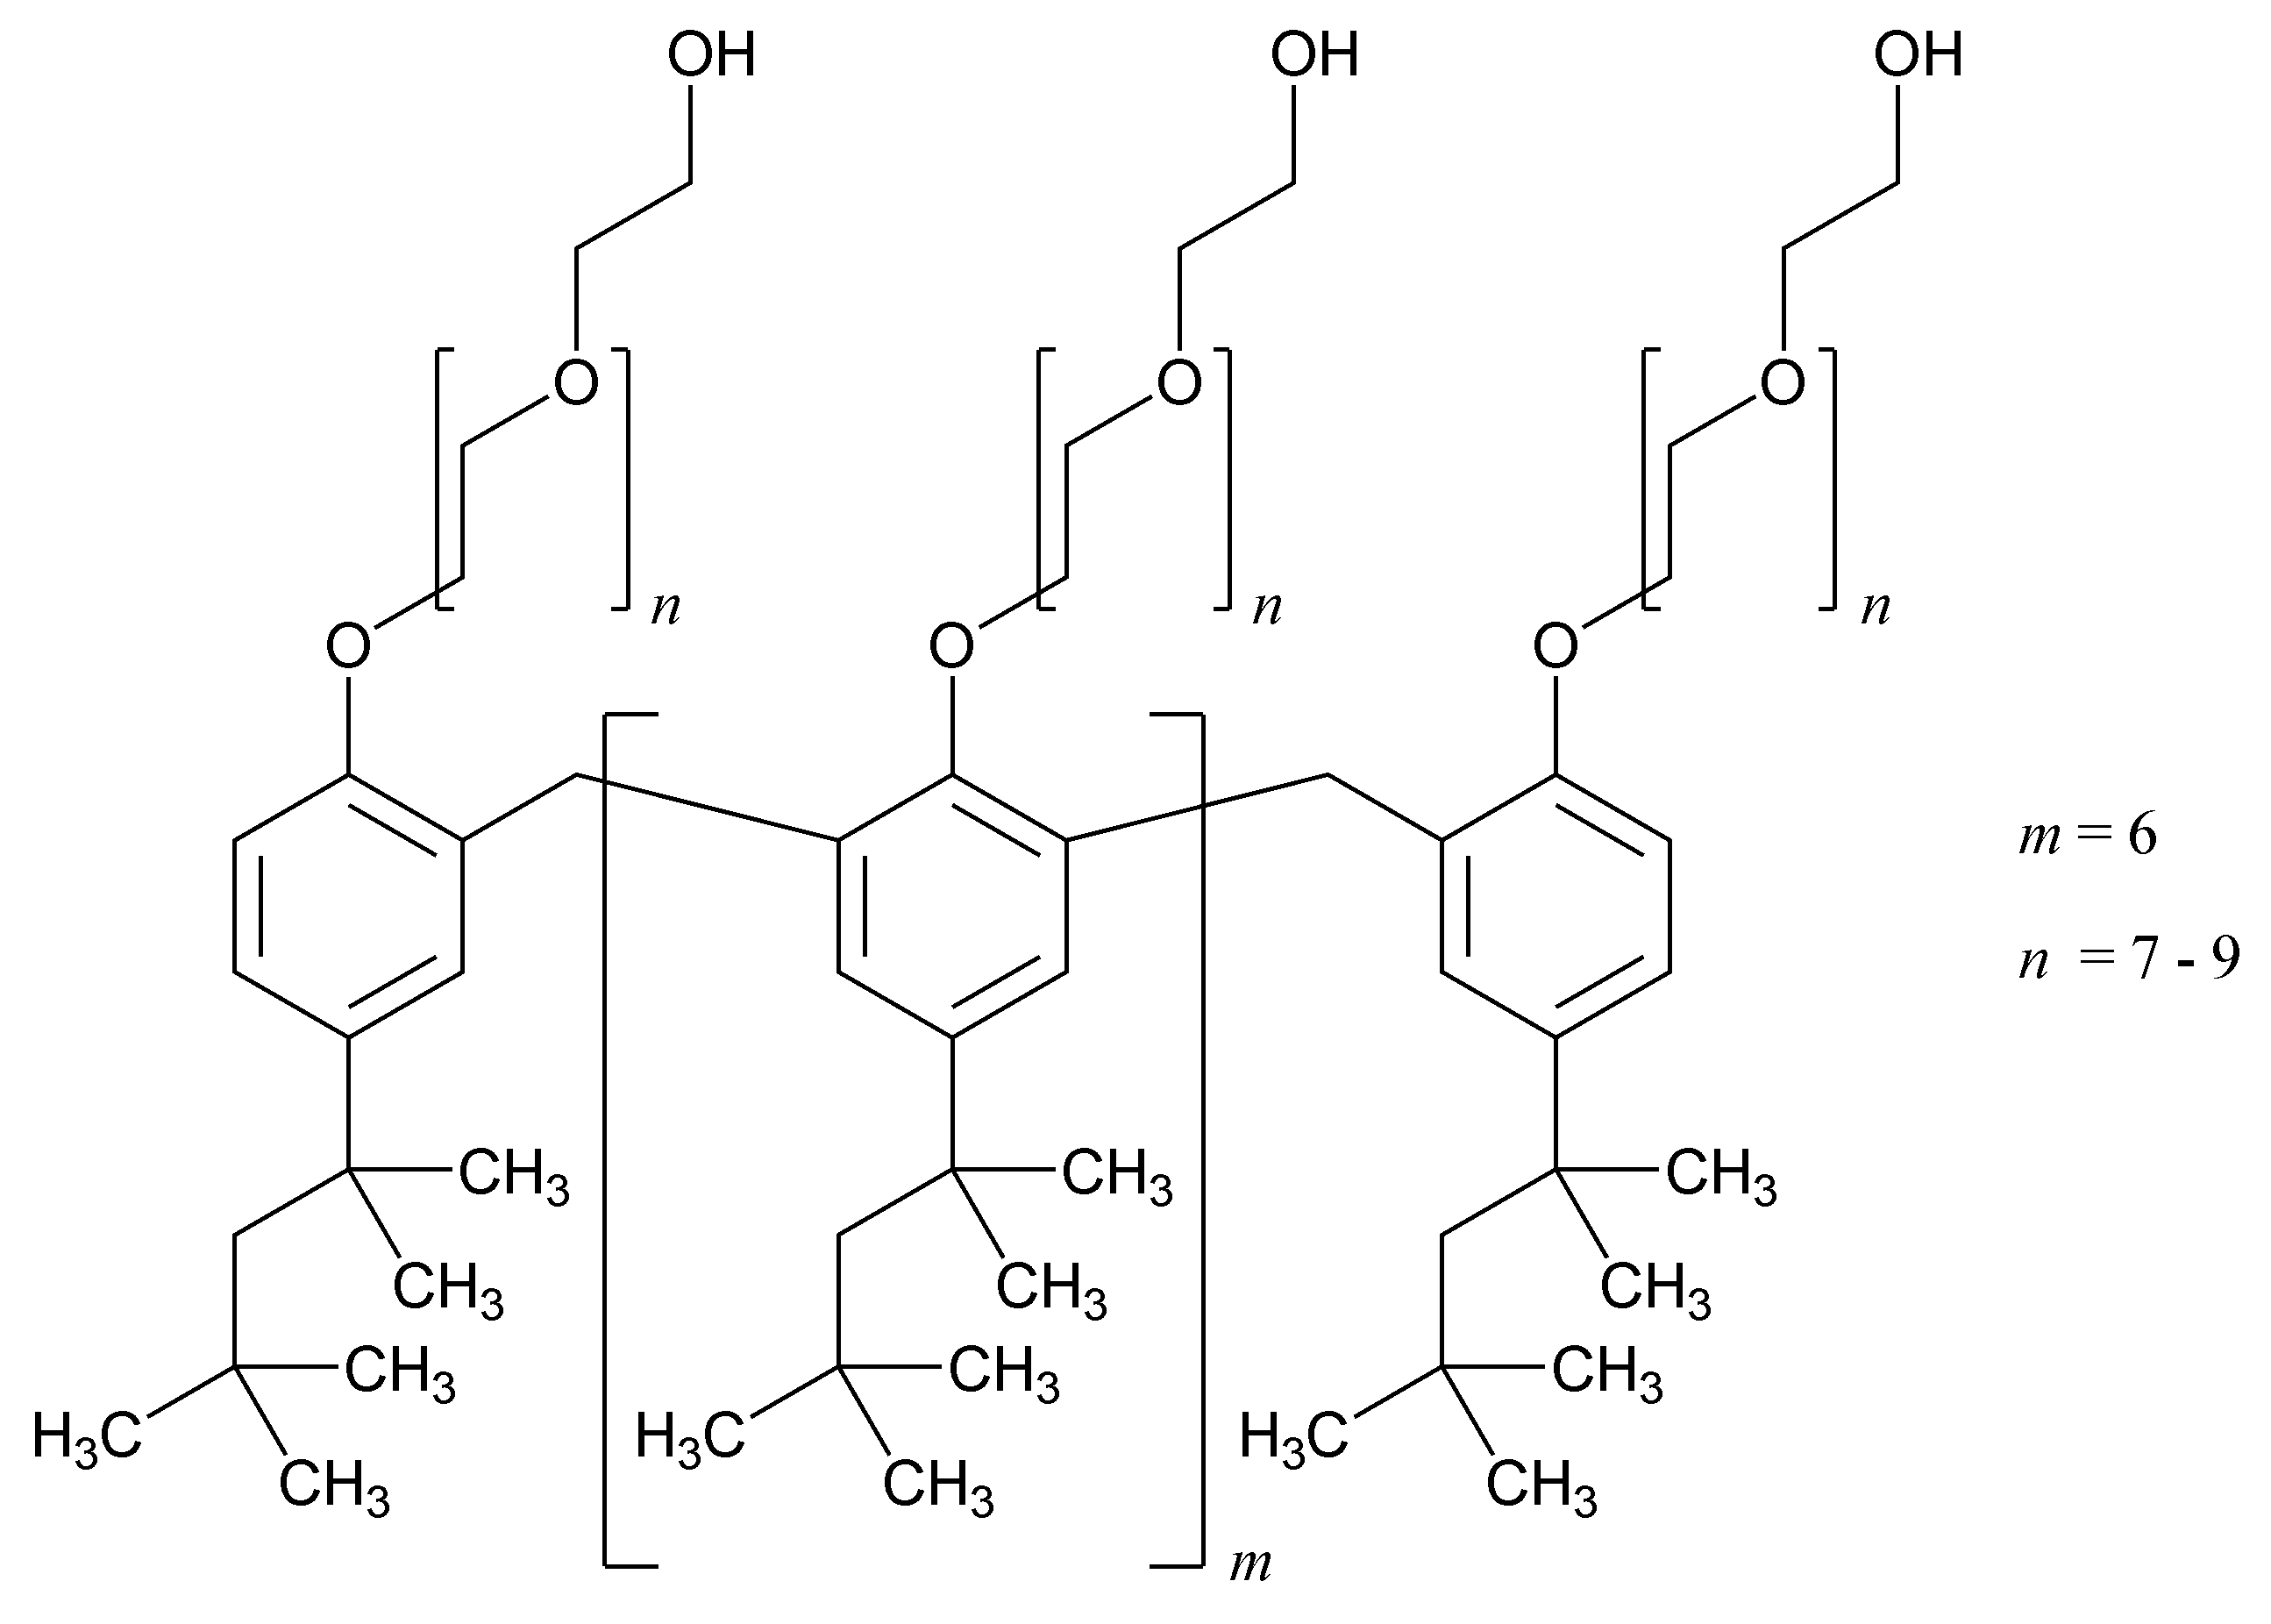 OH OH OH
O O O
n n n
O O O
m = 6
n = 7 - 9
CH3 CH3 CH3
CH3 CH3 CH3
CH3 CH3 CH3
H3C H3C H3C
CH3 CH3 CH3
m